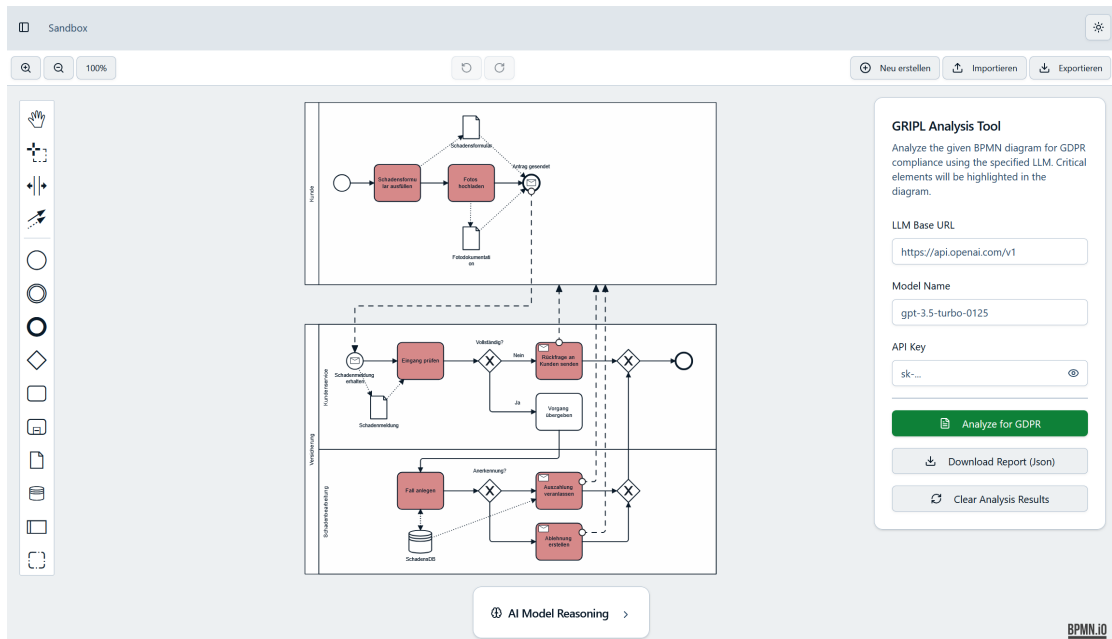 Sandbox
100%
Neu erstellen
Importieren
Exportieren
GRIPL Analysis Tool
Analyze the given BPMN diagram for GDPR
compliance using the specified LLM. Critical
elements will be highlighted in the
diagram.
LLM Base URL
https://api.openai.com/v1
Model Name
gpt-3.5-turbo-0125
API Key
sk-...
Analyze for GDPR
Download Report (Json)
Clear Analysis Results
Kunde
Schadensformular
Antrag gesendet
Schadensformu
lar ausfüllen
Fotos
hochladen
Fotodokumentati
on
Versicherung
Kundenservice
Schadenmeldung
erhalten
Eingang prüfen
Schadenmeldung
Vollständig?
Nein
Rückfrage an
Kunden senden
Ja
Vorgang
übergeben
Schadenbearbeitung
Fall anlegen
SchadensDB
Anerkennung?
Auszahlung
veranlassen
Ablehnung
erstellen
AI Model Reasoning
BPMN.iO